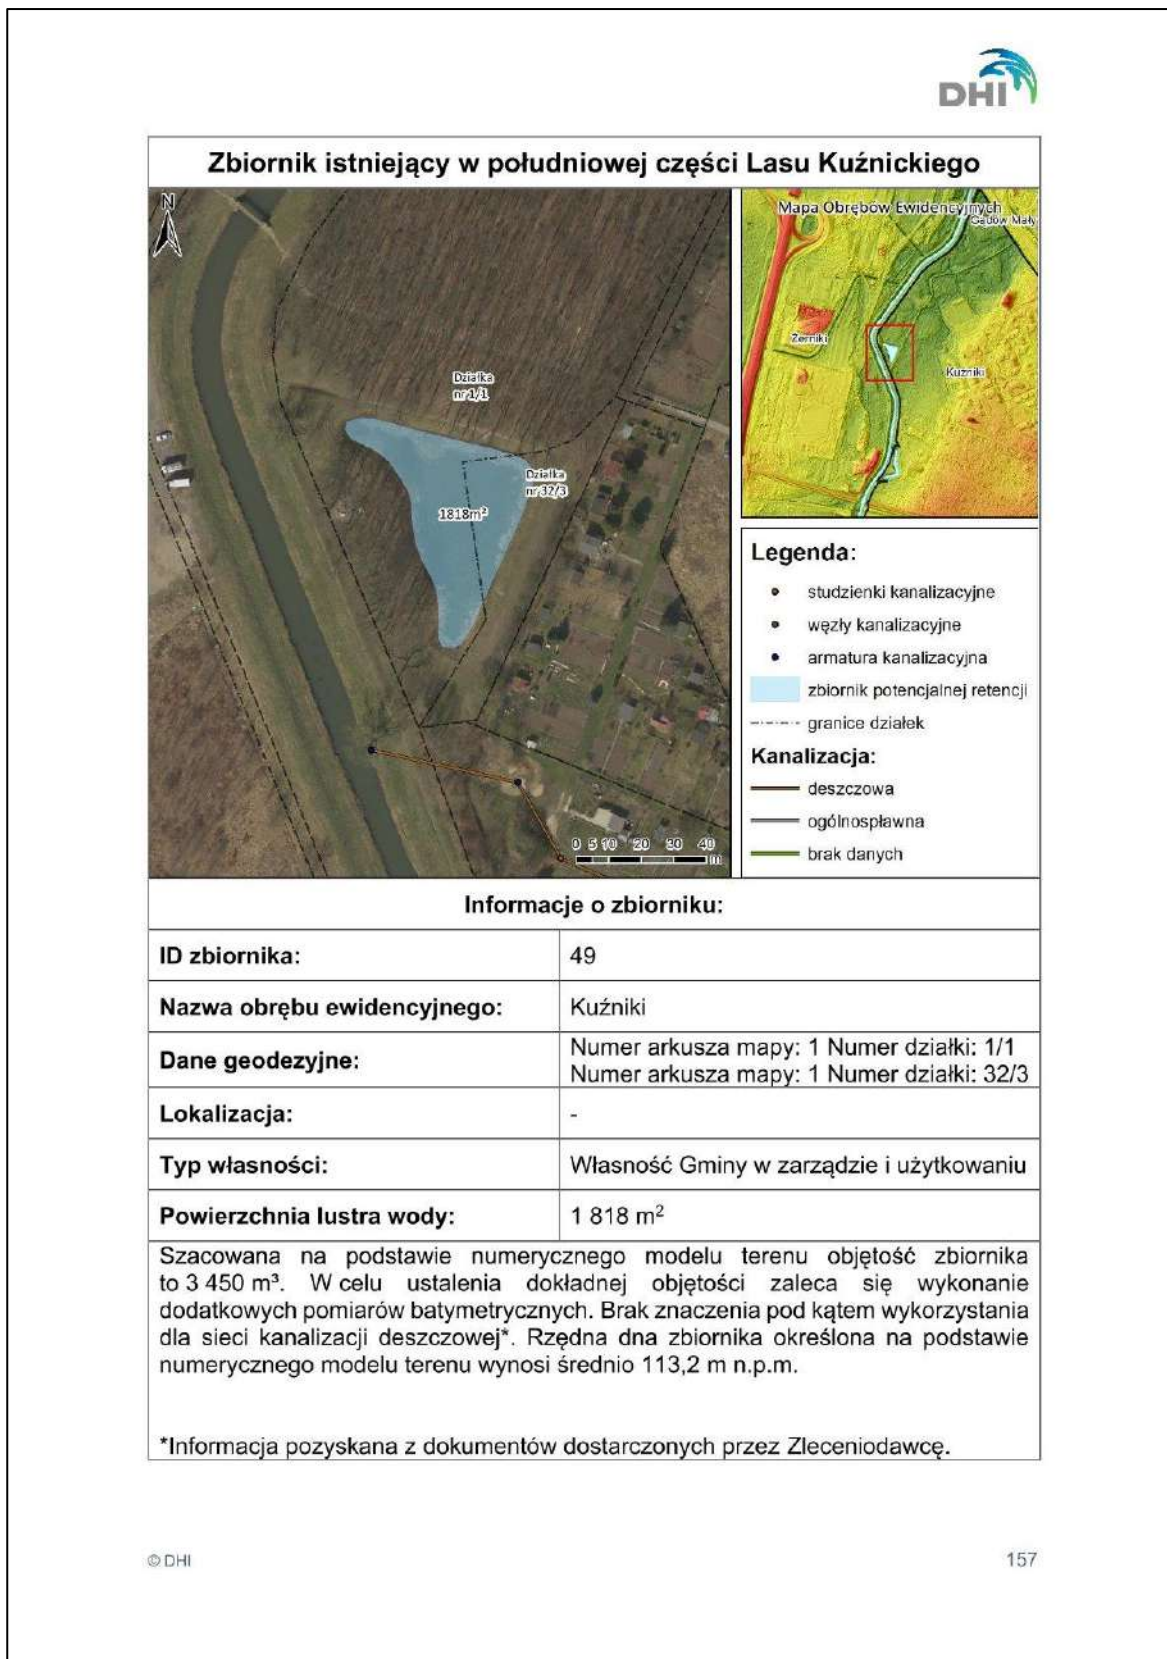 DHI
Zbiornik istniejący w południowej części Lasu Kuźnickiego
N
Działka
nr 1/1
Działka
nr 32/3
1818m²
0 5 10 20 30 40
m
Mapa Obrębów Ewidencyjnych
Gądów Mały
Żerniki
Kuźniki
Legenda:
studzienki kanalizacyjne
węzły kanalizacyjne
armatura kanalizacyjna
zbiornik potencjalnej retencji
granice działek
Kanalizacja:
deszczowa
ogólnospławna
brak danych
Informacje o zbiorniku:
ID zbiornika: 49
Nazwa obrębu ewidencyjnego: Kuźniki
Dane geodezyjne: Numer arkusza mapy: 1 Numer działki: 1/1
Numer arkusza mapy: 1 Numer działki: 32/3
Lokalizacja: -
Typ własności: Własność Gminy w zarządzie i użytkowaniu
Powierzchnia lustra wody: 1 818 m²
Szacowana na podstawie numerycznego modelu terenu objętość zbiornika
to 3 450 m³. W celu ustalenia dokładnej objętości zaleca się wykonanie
dodatkowych pomiarów batymetrycznych. Brak znaczenia pod kątem wykorzystania
dla sieci kanalizacji deszczowej*. Rzędna dna zbiornika określona na podstawie
numerycznego modelu terenu wynosi średnio 113,2 m n.p.m.
*Informacja pozyskana z dokumentów dostarczonych przez Zleceniodawcę.
© DHI
157